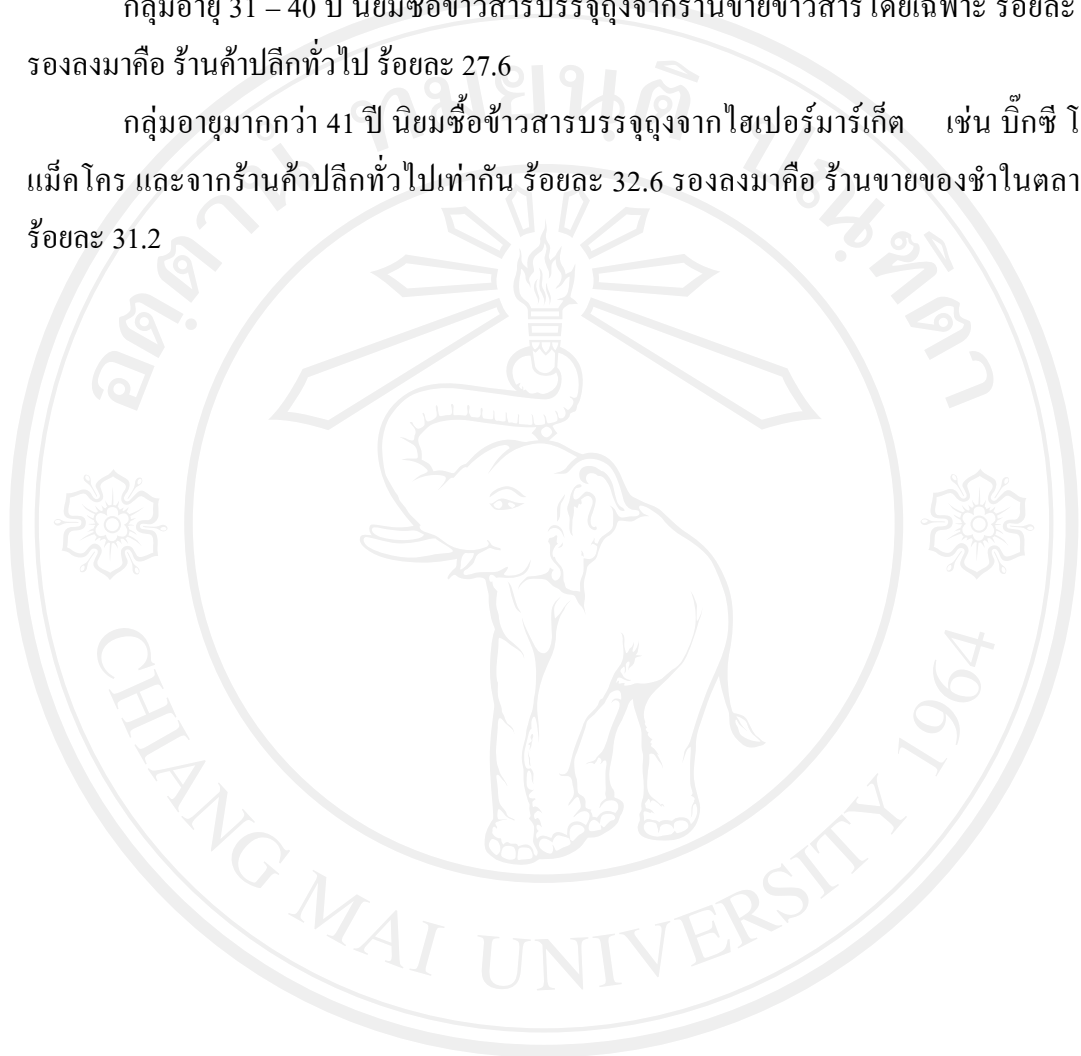 กลุ่มอายุ 31 – 40 ปี นิยมซื้อข้าวสารบรรจุถุงจากร้านขายข้าวสารโดยเฉพาะ ร้อยละ
รองลงมาคือ ร้านค้าปลีกทั่วไป ร้อยละ 27.6
กลุ่มอายุมากกว่า 41 ปี นิยมซื้อข้าวสารบรรจุถุงจากไฮเปอร์มาร์เก็ต เช่น บิ๊กซี โ
แม็คโคร และจากร้านค้าปลีกทั่วไปเท่ากัน ร้อยละ 32.6 รองลงมาคือ ร้านขายของชำในตลา
ร้อยละ 31.2
CHIANG MAI UNIVERSITY 1964